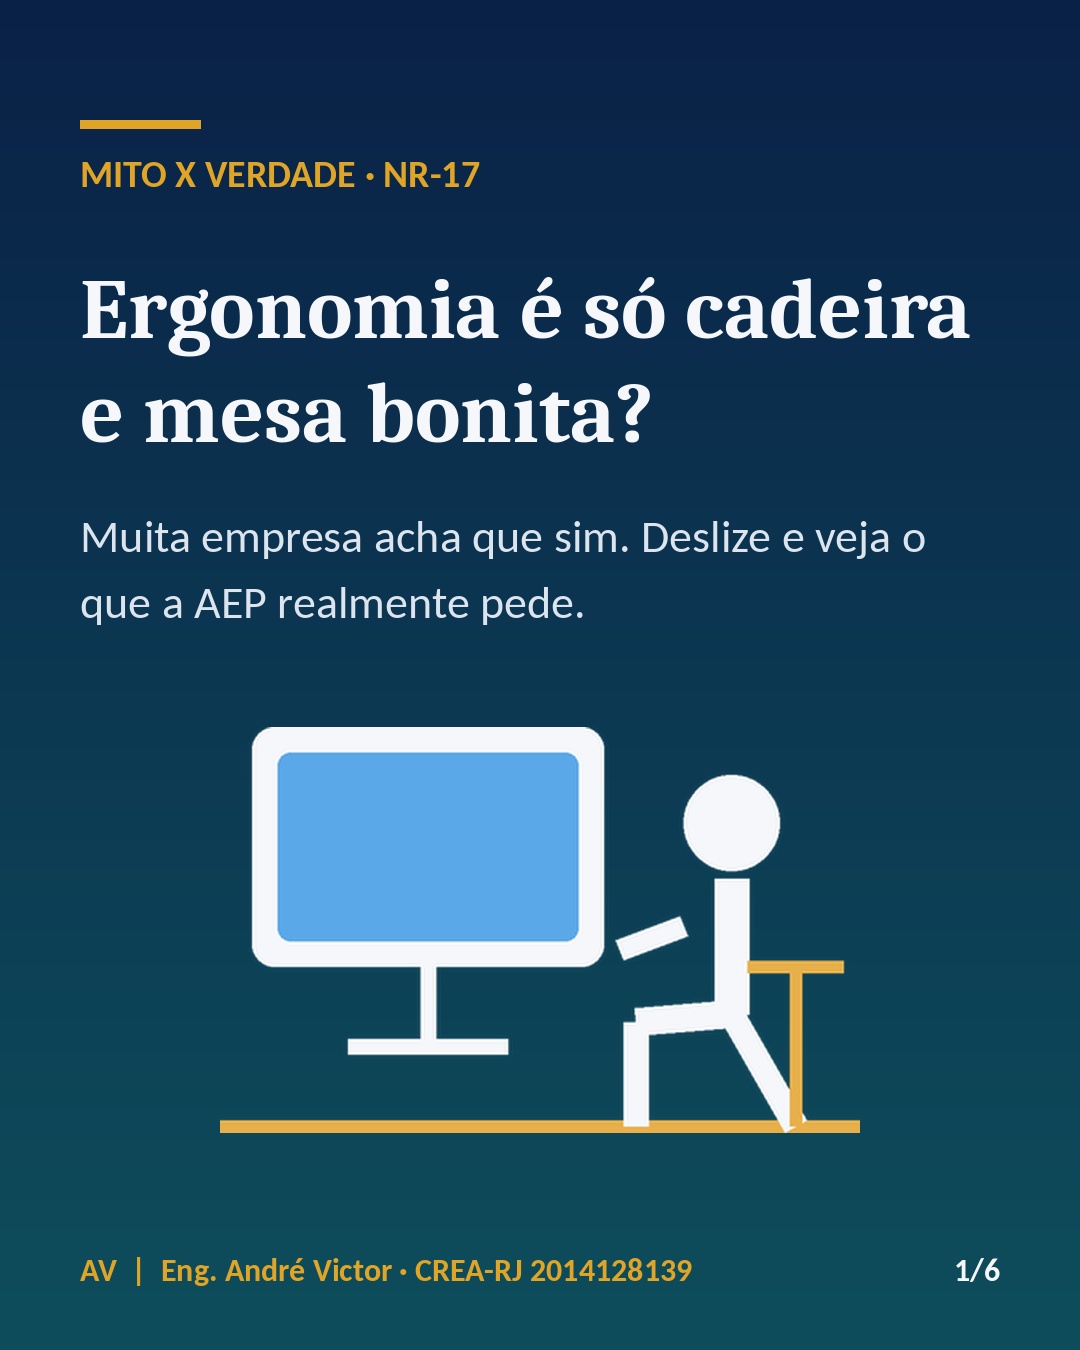 MITO X VERDADE · NR-17
Ergonomia é só cadeira
e mesa bonita?
Muita empresa acha que sim. Deslize e veja o
que a AEP realmente pede.
AV | Eng. André Victor · CREA-RJ 2014128139
1/6